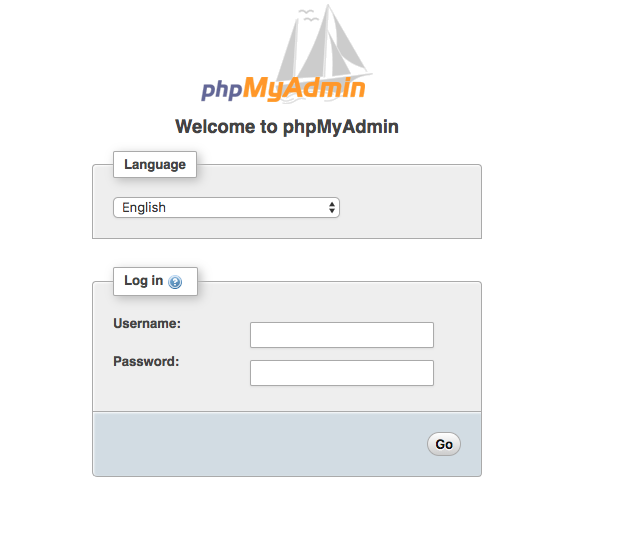 phpMyAdmin
Welcome to phpMyAdmin
Language
English
Log in
Username:
Password:
Go